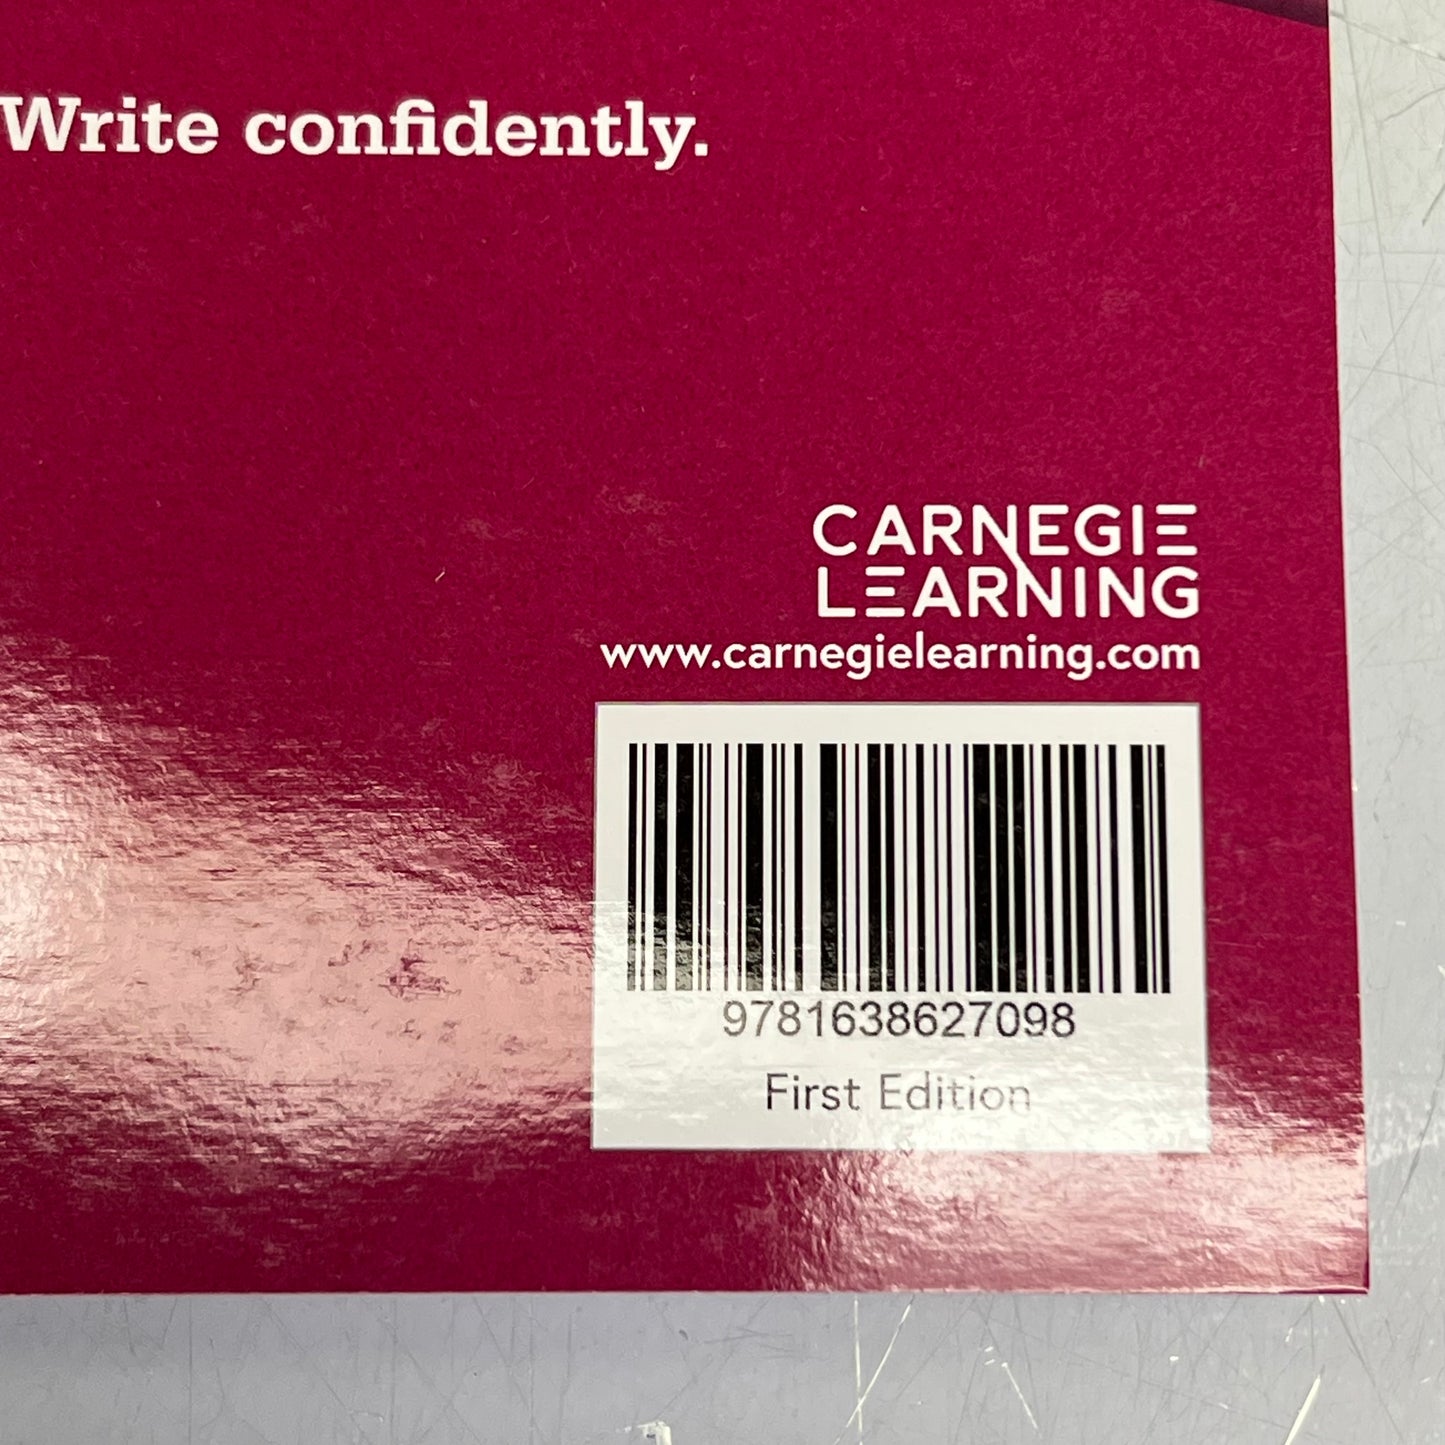 Write confidently.
CARNEGIE
LEARNING
www.carnegielearning.com
9781638627098
First Edition